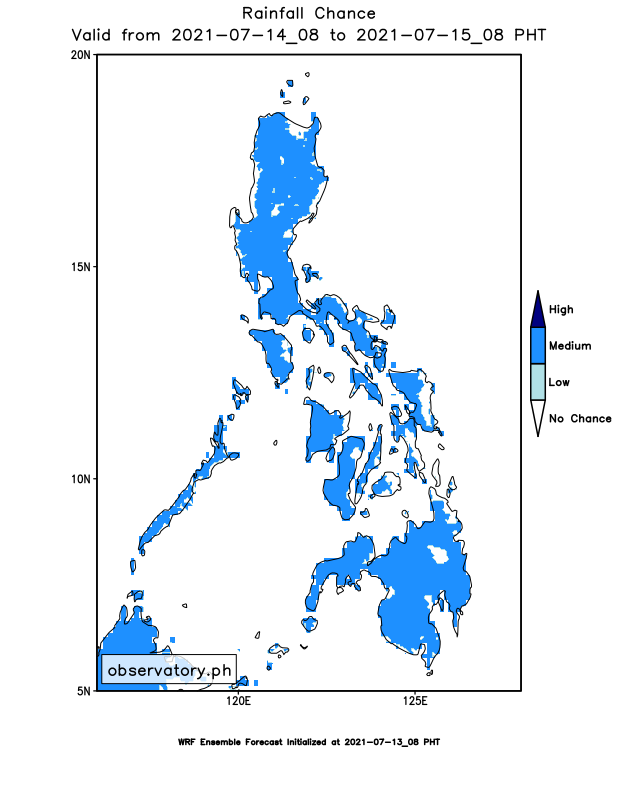 Rainfall Chance
Valid from 2021-07-14_08 to 2021-07-15_08 PHT
20N
15N
10N
5N
120E
125E
High
Medium
Low
No Chance
observatory.ph
WRF Ensemble Forecast Initialized at 2021-07-13_08 PHT